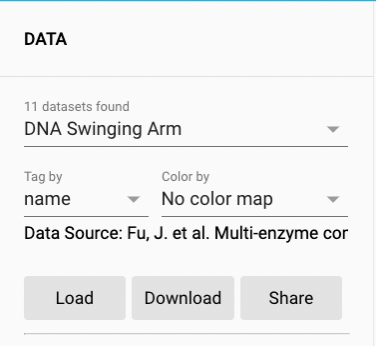 DATA
11 datasets found
DNA Swinging Arm
Tag by
Color by
name
No color map
Data Source: Fu, J. et al. Multi-enzyme cor
Load
Download
Share